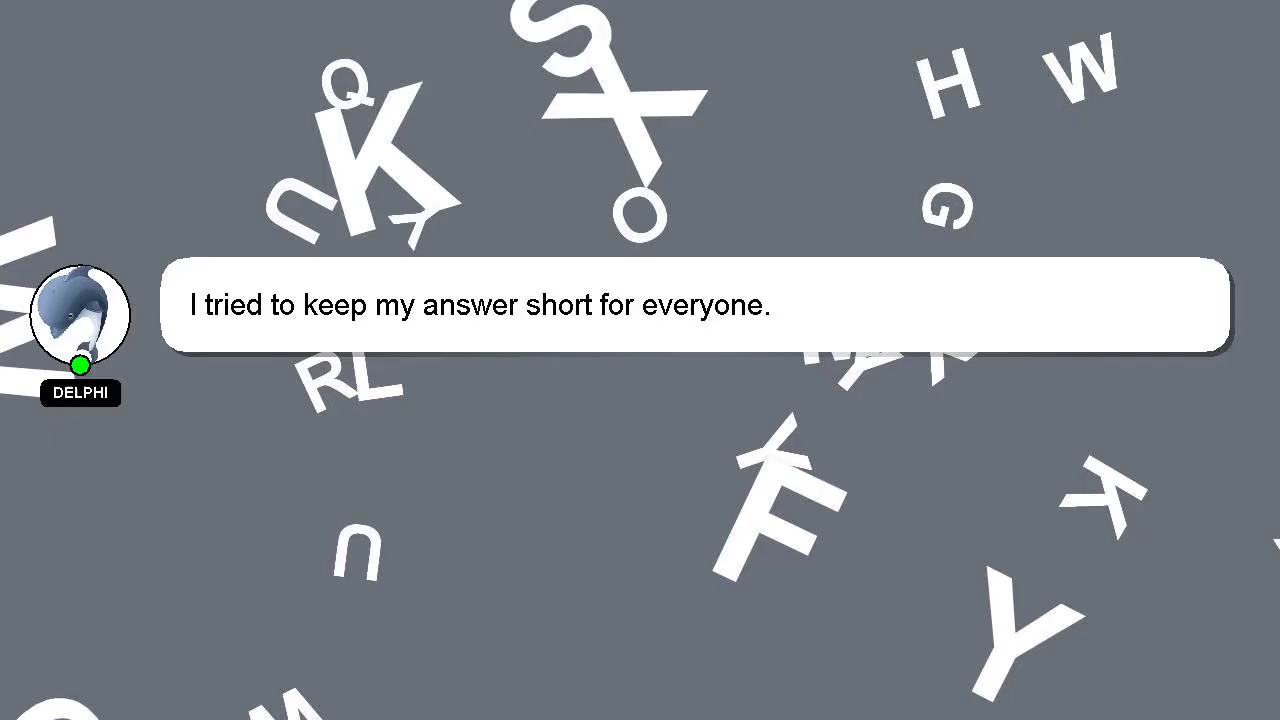 S
Q
H
W
K
X
U
Y
O
G
I tried to keep my answer short for everyone.
DELPHI
R
L
Y
K
F
K
U
Y